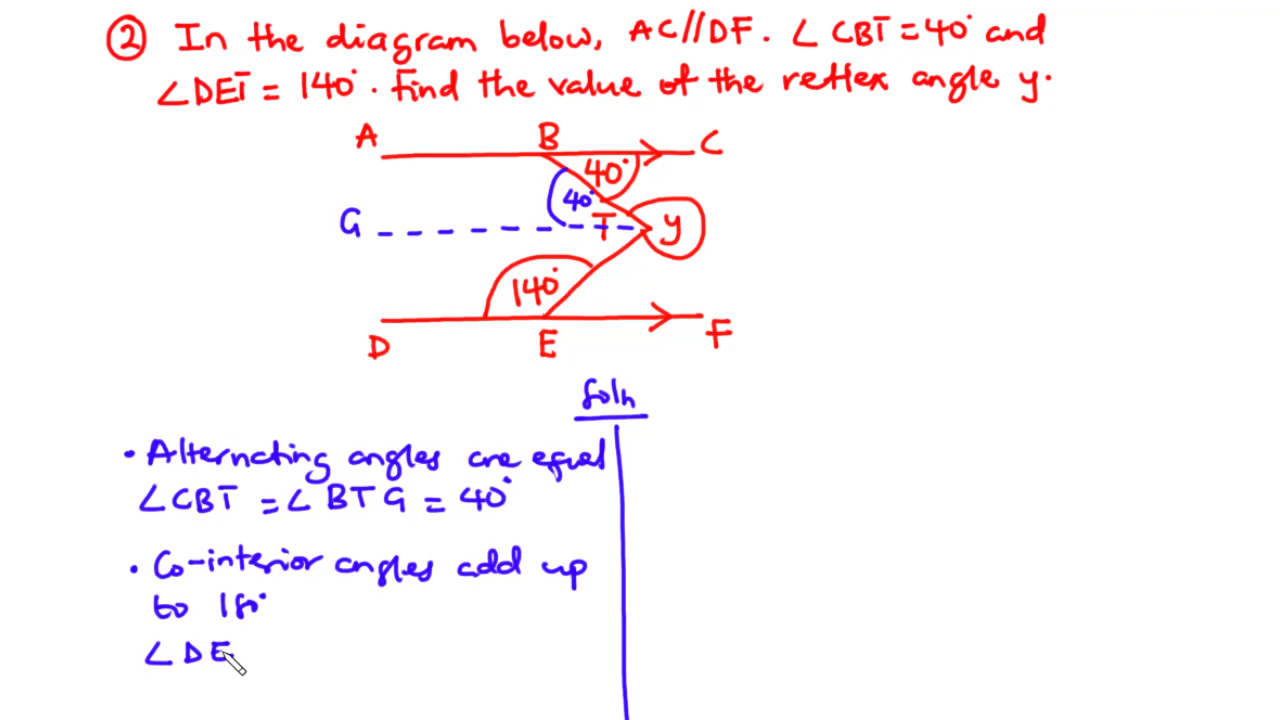 ② In the diagram below, AC//DF. ∠CBT = 40° and
∠DET = 140°. Find the value of the reflex angle y.
A B C
40°
G 40° T y
140°
D E F
Soln
• Alternating angles are equal
∠CBT = ∠BTG = 40°
• Co-interior angles add up
to 180°
∠DE